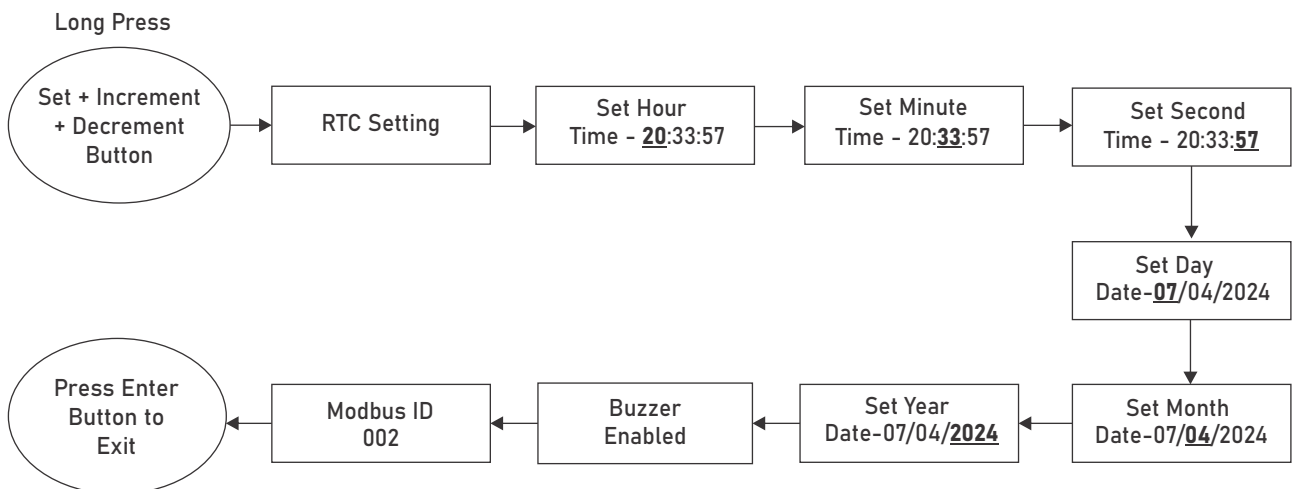 Long Press
Set + Increment
+ Decrement
Button
RTC Setting
Set Hour
Time - 20:33:57
Set Minute
Time - 20:33:57
Set Second
Time - 20:33:57
Set Day
Date-07/04/2024
Set Month
Date-07/04/2024
Set Year
Date-07/04/2024
Buzzer
Enabled
Modbus ID
002
Press Enter
Button to
Exit